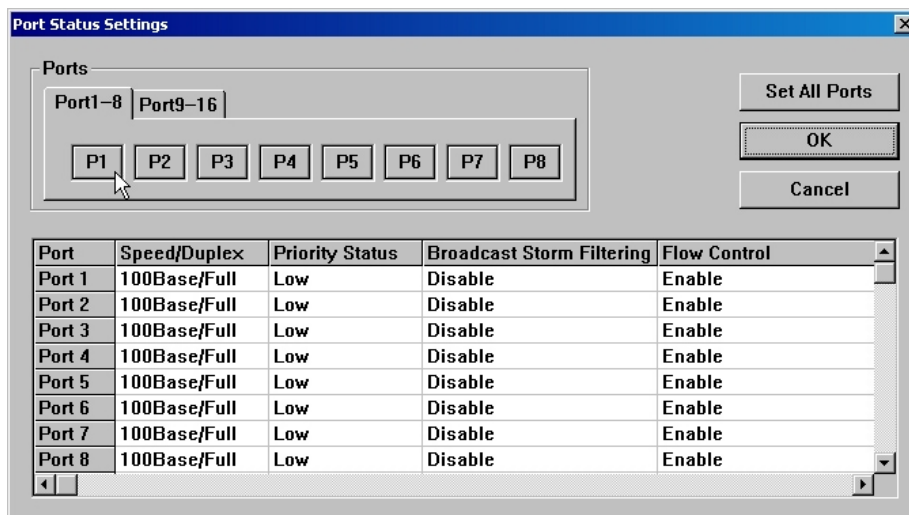 Port Status Settings
Ports
Port1-8 Port9-16
P1 P2 P3 P4 P5 P6 P7 P8
Set All Ports
OK
Cancel
Port Speed/Duplex Priority Status Broadcast Storm Filtering Flow Control
Port 1 100Base/Full Low Disable Enable
Port 2 100Base/Full Low Disable Enable
Port 3 100Base/Full Low Disable Enable
Port 4 100Base/Full Low Disable Enable
Port 5 100Base/Full Low Disable Enable
Port 6 100Base/Full Low Disable Enable
Port 7 100Base/Full Low Disable Enable
Port 8 100Base/Full Low Disable Enable